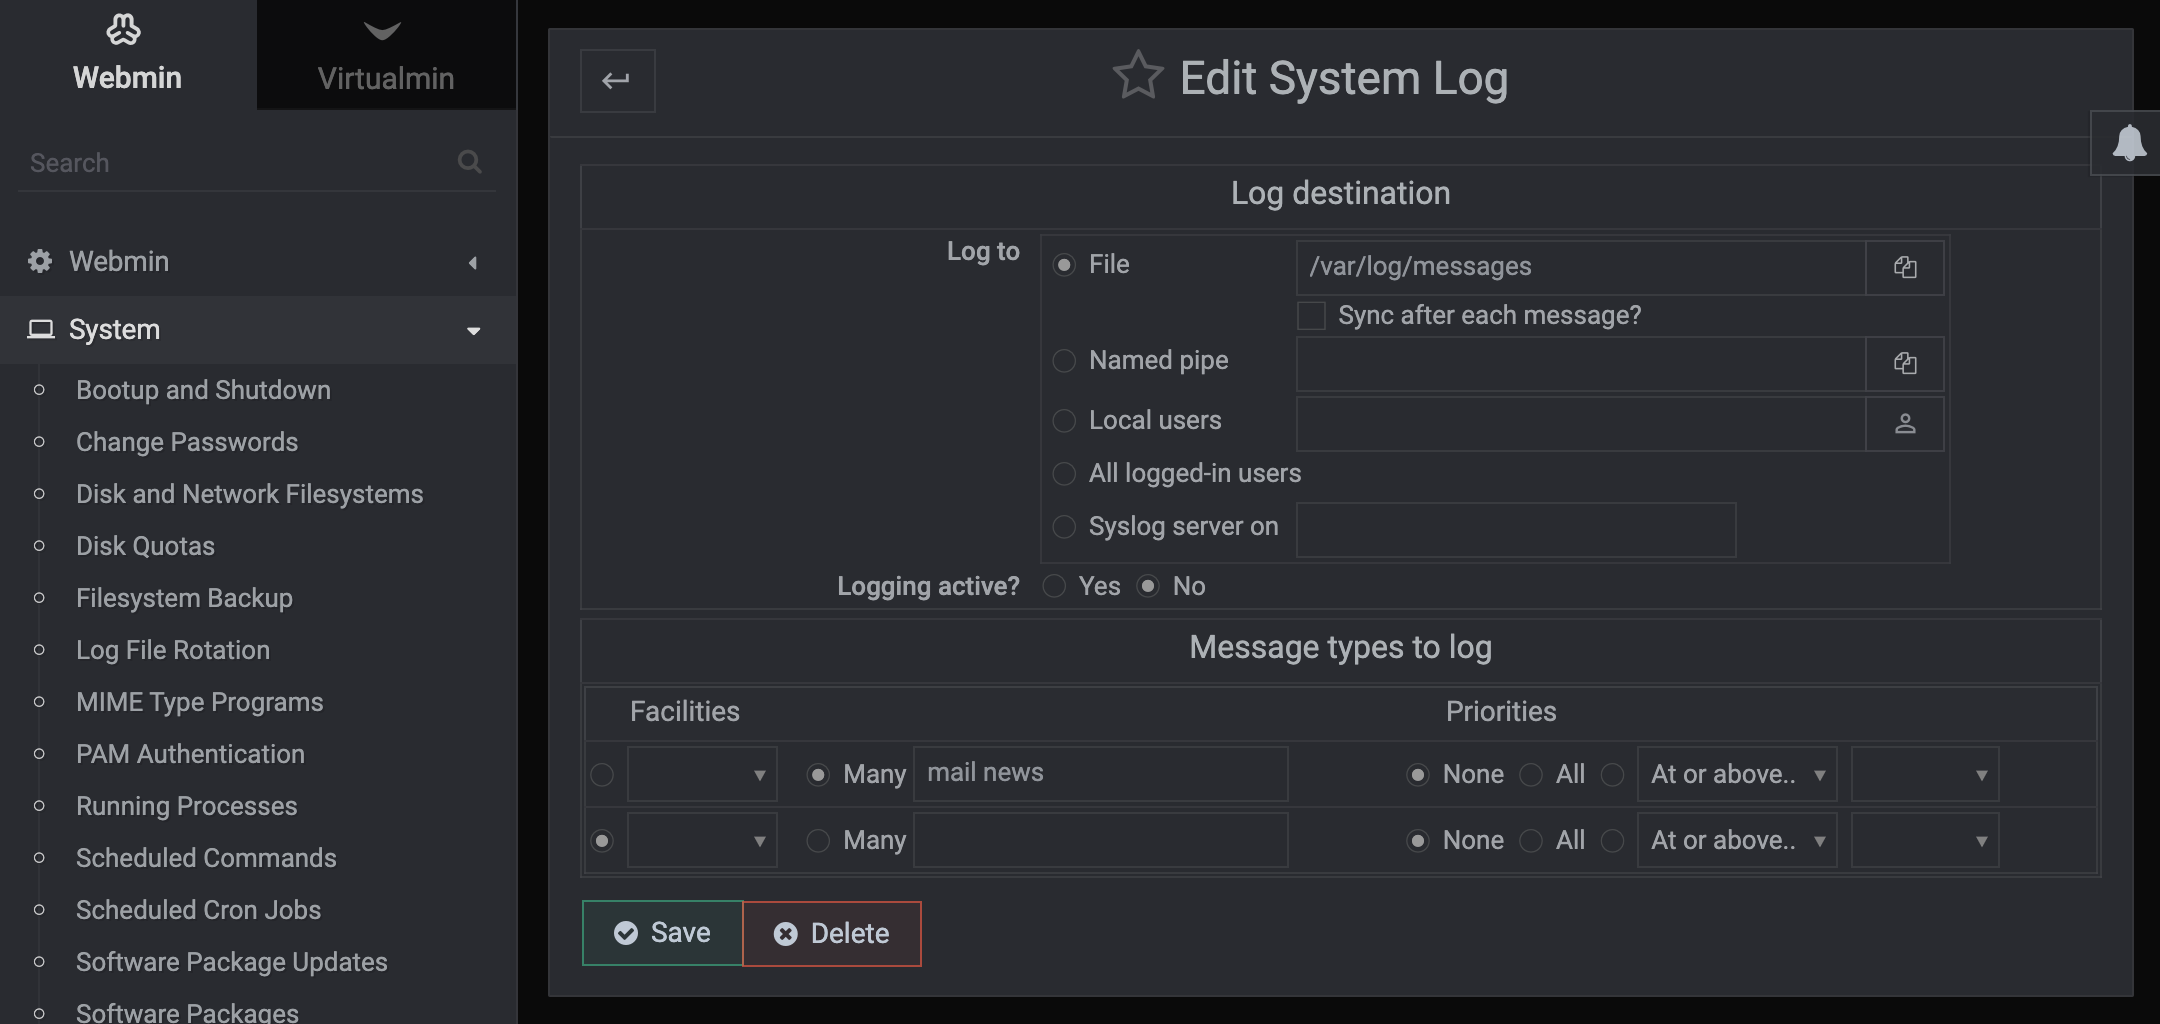 Webmin
Virtualmin
Search
Webmin
System
Bootup and Shutdown
Change Passwords
Disk and Network Filesystems
Disk Quotas
Filesystem Backup
Log File Rotation
MIME Type Programs
PAM Authentication
Running Processes
Scheduled Commands
Scheduled Cron Jobs
Software Package Updates
Software Packages
Edit System Log
Log destination
Log to
File
/var/log/messages
Sync after each message?
Named pipe
Local users
All logged-in users
Syslog server on
Logging active? Yes No
Message types to log
Facilities Priorities
Many mail news None All At or above..
Many None All At or above..
Save Delete